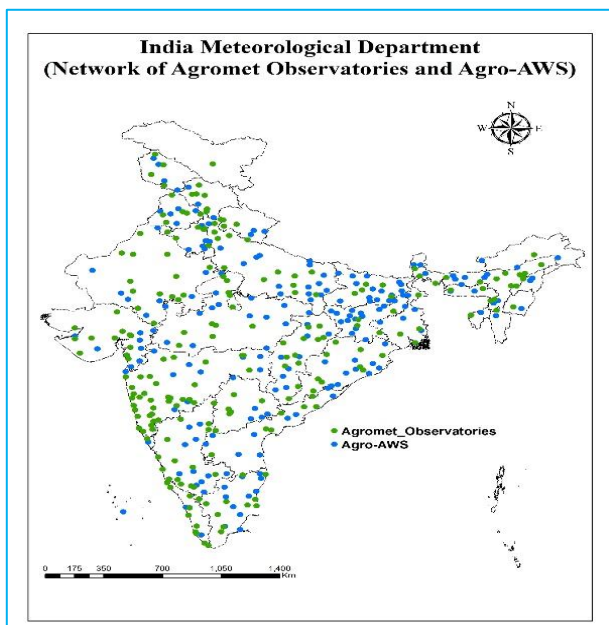 India Meteorological Department
(Network of Agromet Observatories and Agro-AWS)
N
W E
S
Agromet_Observatories
Agro-AWS
0 175 350 700 1,050 1,400
Km